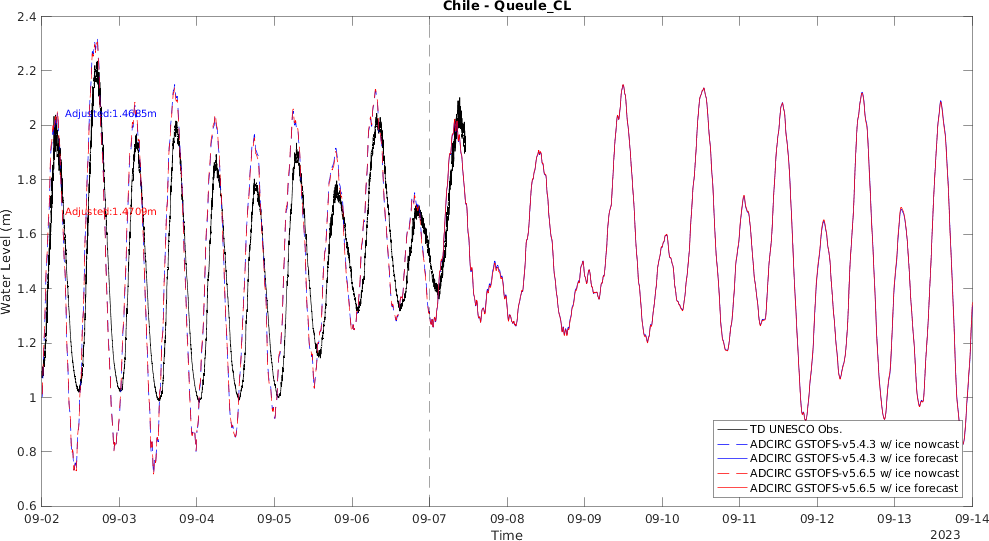 Chile - Queule_CL
2.4
2.2
2
1.8
1.6
1.4
1.2
1
0.8
0.6
Water Level (m)
Adjusted:1.4685m
Adjusted:1.4709m
TD UNESCO Obs.
ADCIRC GSTOFS-v5.4.3 w/ ice nowcast
ADCIRC GSTOFS-v5.4.3 w/ ice forecast
ADCIRC GSTOFS-v5.6.5 w/ ice nowcast
ADCIRC GSTOFS-v5.6.5 w/ ice forecast
09-02 09-03 09-04 09-05 09-06 09-07 09-08 09-09 09-10 09-11 09-12 09-13 09-14
Time
2023